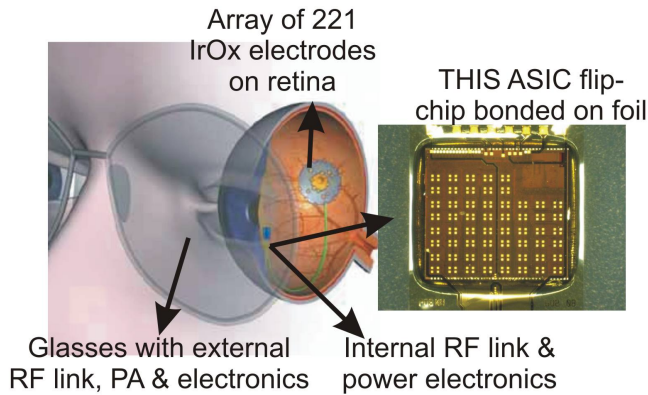 Array of 221
IrOx electrodes
on retina
THIS ASIC flip-
chip bonded on foil
Glasses with external
RF link, PA & electronics
Internal RF link &
power electronics